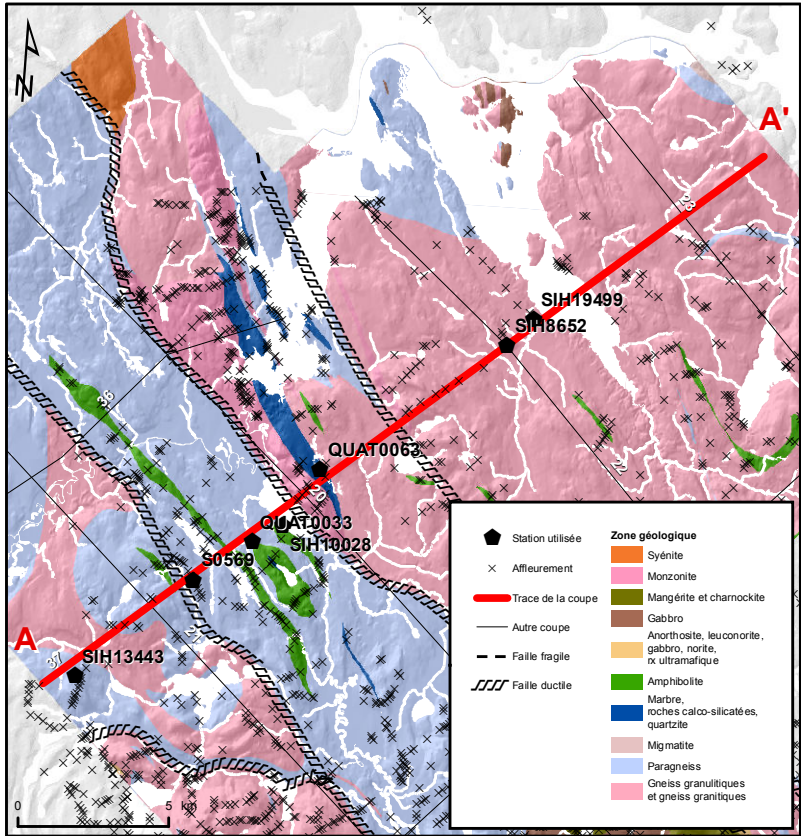 N
A'
23
SIH19499
SIH8652
36
22
QUAT0063
20
QUAT0033
SIH10028
S0569
21
A
37
SIH13443
0
5
km
Station utilisée
Affleurement
Trace de la coupe
Autre coupe
Faille fragile
Faille ductile
Zone géologique
Syénite
Monzonite
Mangérite et charnockite
Gabbro
Anorthosite, leuconorite,
gabbro, norite,
rx ultramafique
Amphibolite
Marbre,
roches calco-silicatées,
quartzite
Migmatite
Paragneiss
Gneiss granulitiques
et gneiss granitiques